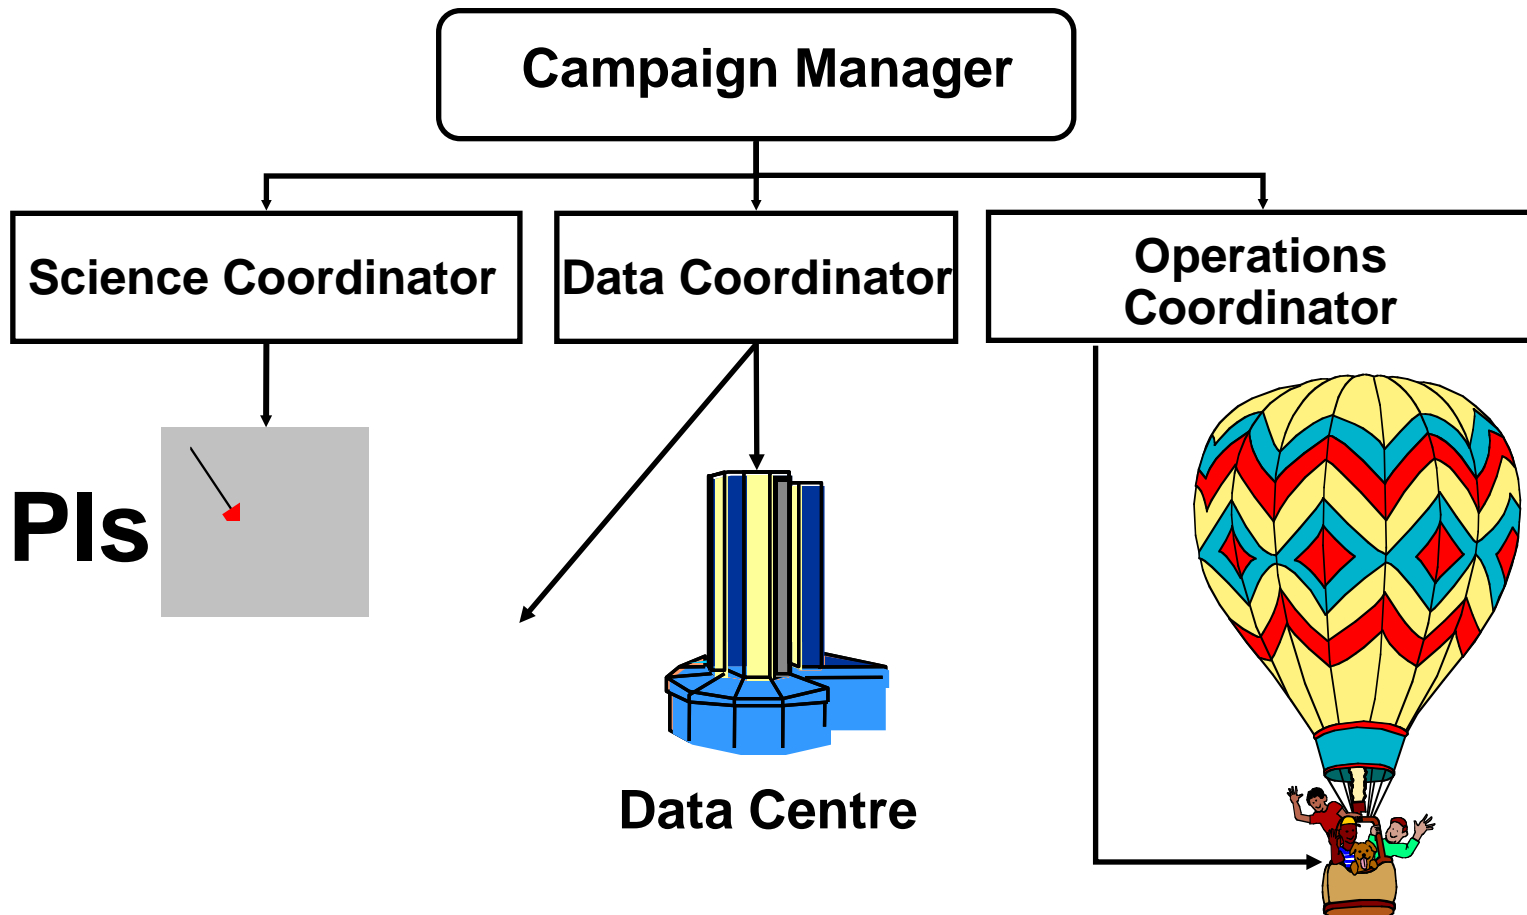 Campaign Manager
Science Coordinator
Data Coordinator
Operations
Coordinator
PIs
Data Centre